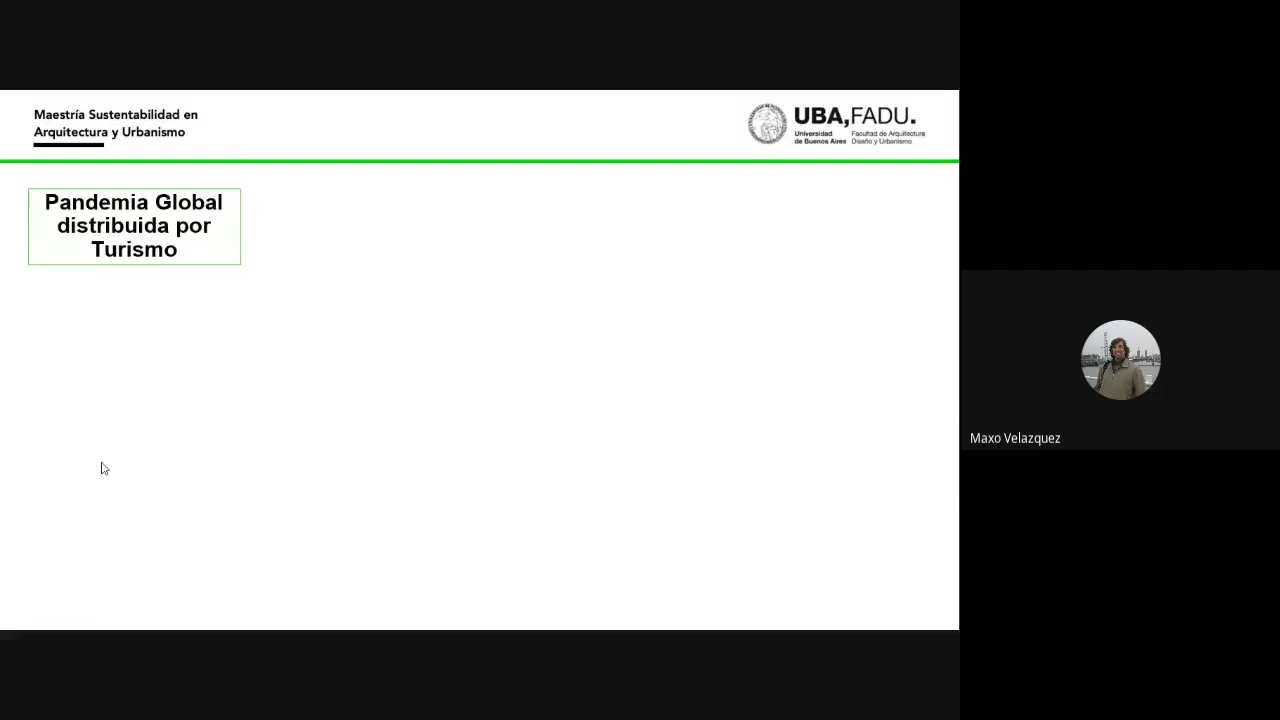 Maestría Sustentabilidad en
Arquitectura y Urbanismo
UBA,FADU.
Universidad de Buenos Aires
Facultad de Arquitectura Diseño y Urbanismo
Pandemia Global
distribuida por
Turismo
Maxo Velazquez